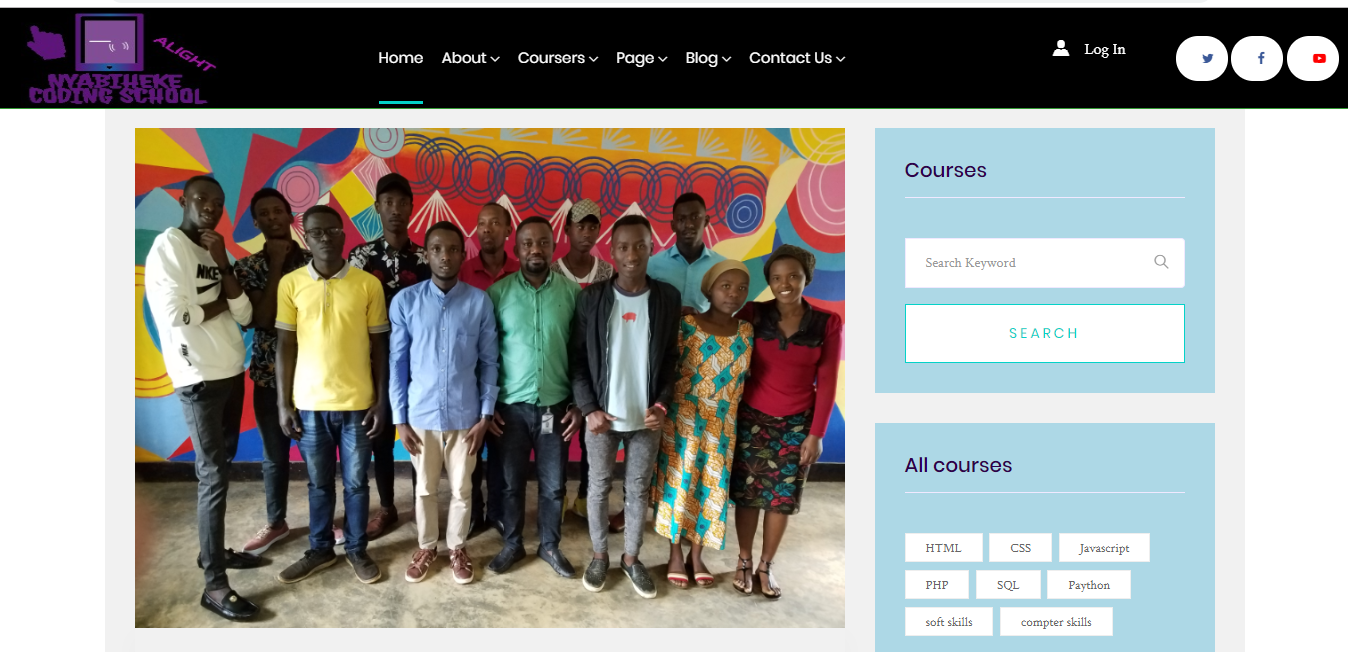 ALIGHT
NYABIHEKE
CODING SCHOOL
Home About Coursers Page Blog Contact Us
Log In
Courses
Search Keyword
SEARCH
All courses
HTML CSS Javascript
PHP SQL Paython
soft skills compter skills
NIKE